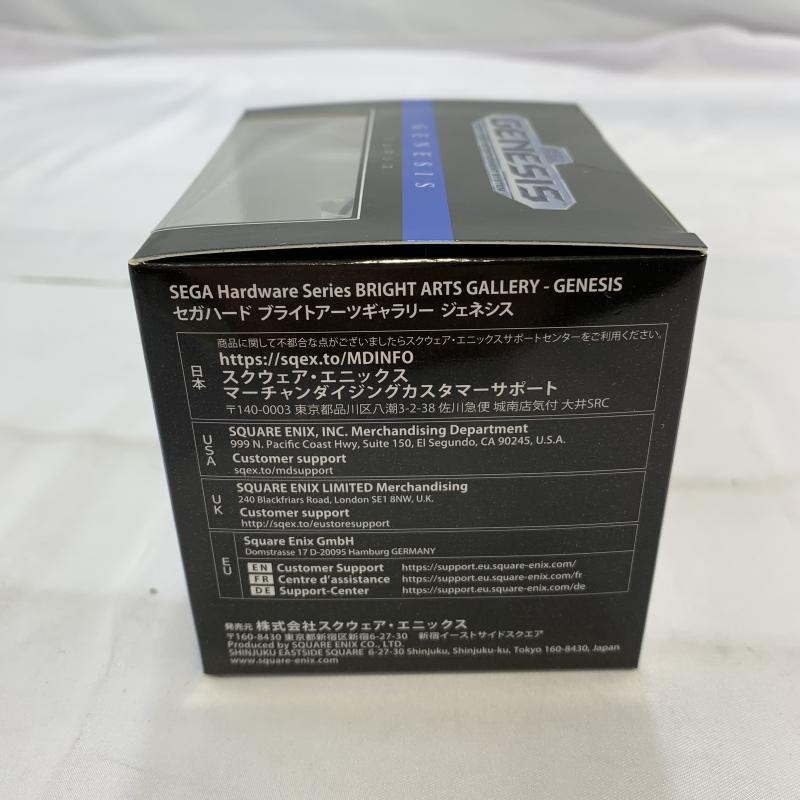 GENESIS
GENESIS
SEGA Hardware Series BRIGHT ARTS GALLERY - GENESIS
セガハード ブライトアーツギャラリー ジェネシス
日本
商品に関して不都合な点がございましたらスクウェア・エニックスサポートセンターをご利用ください。
https://sqex.to/MDINFO
スクウェア・エニックス
マーチャンダイジングカスタマーサポート
〒140-0003 東京都品川区八潮3-2-38 佐川急便 城南店気付 大井SRC
USA
SQUARE ENIX, INC. Merchandising Department
999 N. Pacific Coast Hwy, Suite 150, El Segundo, CA 90245, U.S.A.
Customer support
sqex.to/mdsupport
UK
SQUARE ENIX LIMITED Merchandising
240 Blackfriars Road, London SE1 8NW, U.K.
Customer support
http://sqex.to/eustoresupport
EU
Square Enix GmbH
Domstrasse 17 D-20095 Hamburg GERMANY
EN Customer Support https://support.eu.square-enix.com/
FR Centre d'assistance https://support.eu.square-enix.com/fr
DE Support-Center https://support.eu.square-enix.com/de
発売元 株式会社スクウェア・エニックス
〒160-8430 東京都新宿区新宿6-27-30 新宿イーストサイドスクエア
Produced by SQUARE ENIX CO., LTD.
SHINJUKU EASTSIDE SQUARE 6-27-30 Shinjuku, Shinjuku-ku, Tokyo 160-8430, Japan
www.square-enix.com